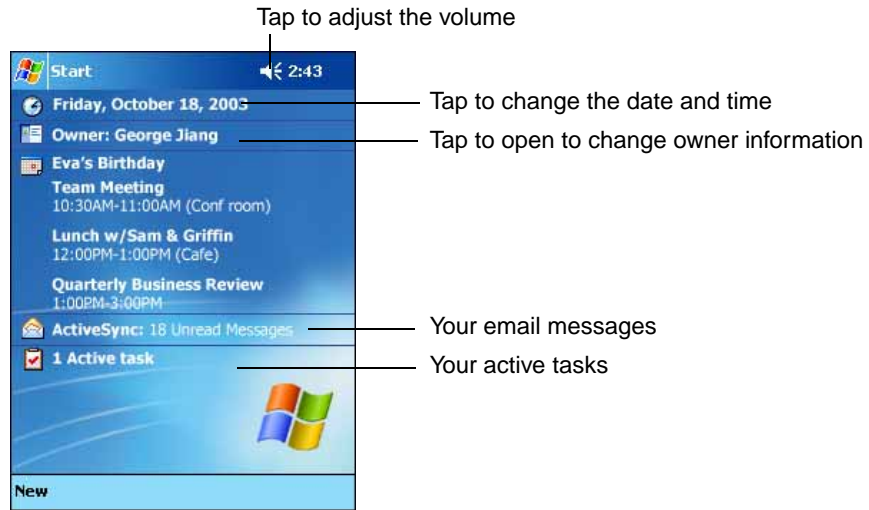 Tap to adjust the volume
Start 2:43
Friday, October 18, 2003 Tap to change the date and time
Owner: George Jiang Tap to open to change owner information
Eva's Birthday
Team Meeting
10:30AM-11:00AM (Conf room)
Lunch w/Sam & Griffin
12:00PM-1:00PM (Cafe)
Quarterly Business Review
1:00PM-3:00PM
ActiveSync: 18 Unread Messages Your email messages
1 Active task Your active tasks
New